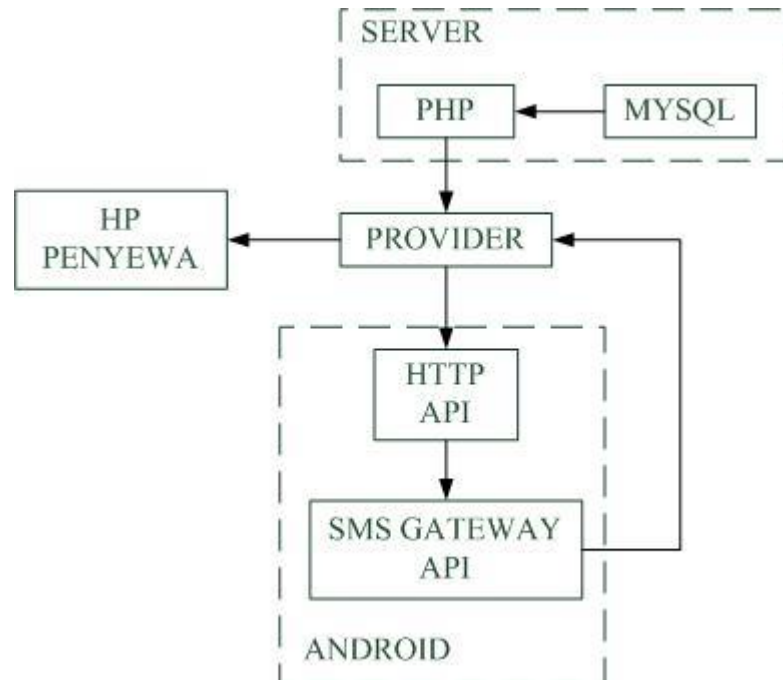 SERVER
PHP
MYSQL
HP
PENYEWA
PROVIDER
HTTP
API
SMS GATEWAY
API
ANDROID